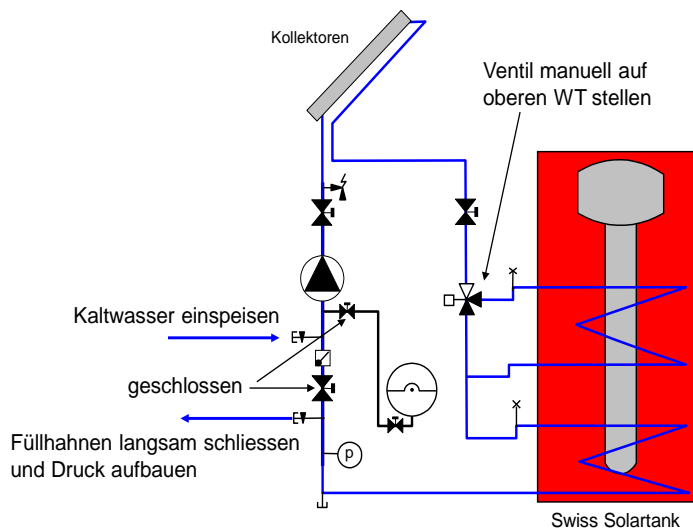 Kollektoren
Ventil manuell auf
oberen WT stellen
Kaltwasser einspeisen
geschlossen
Füllhahnen langsam schliessen
und Druck aufbauen
p
Swiss Solartank